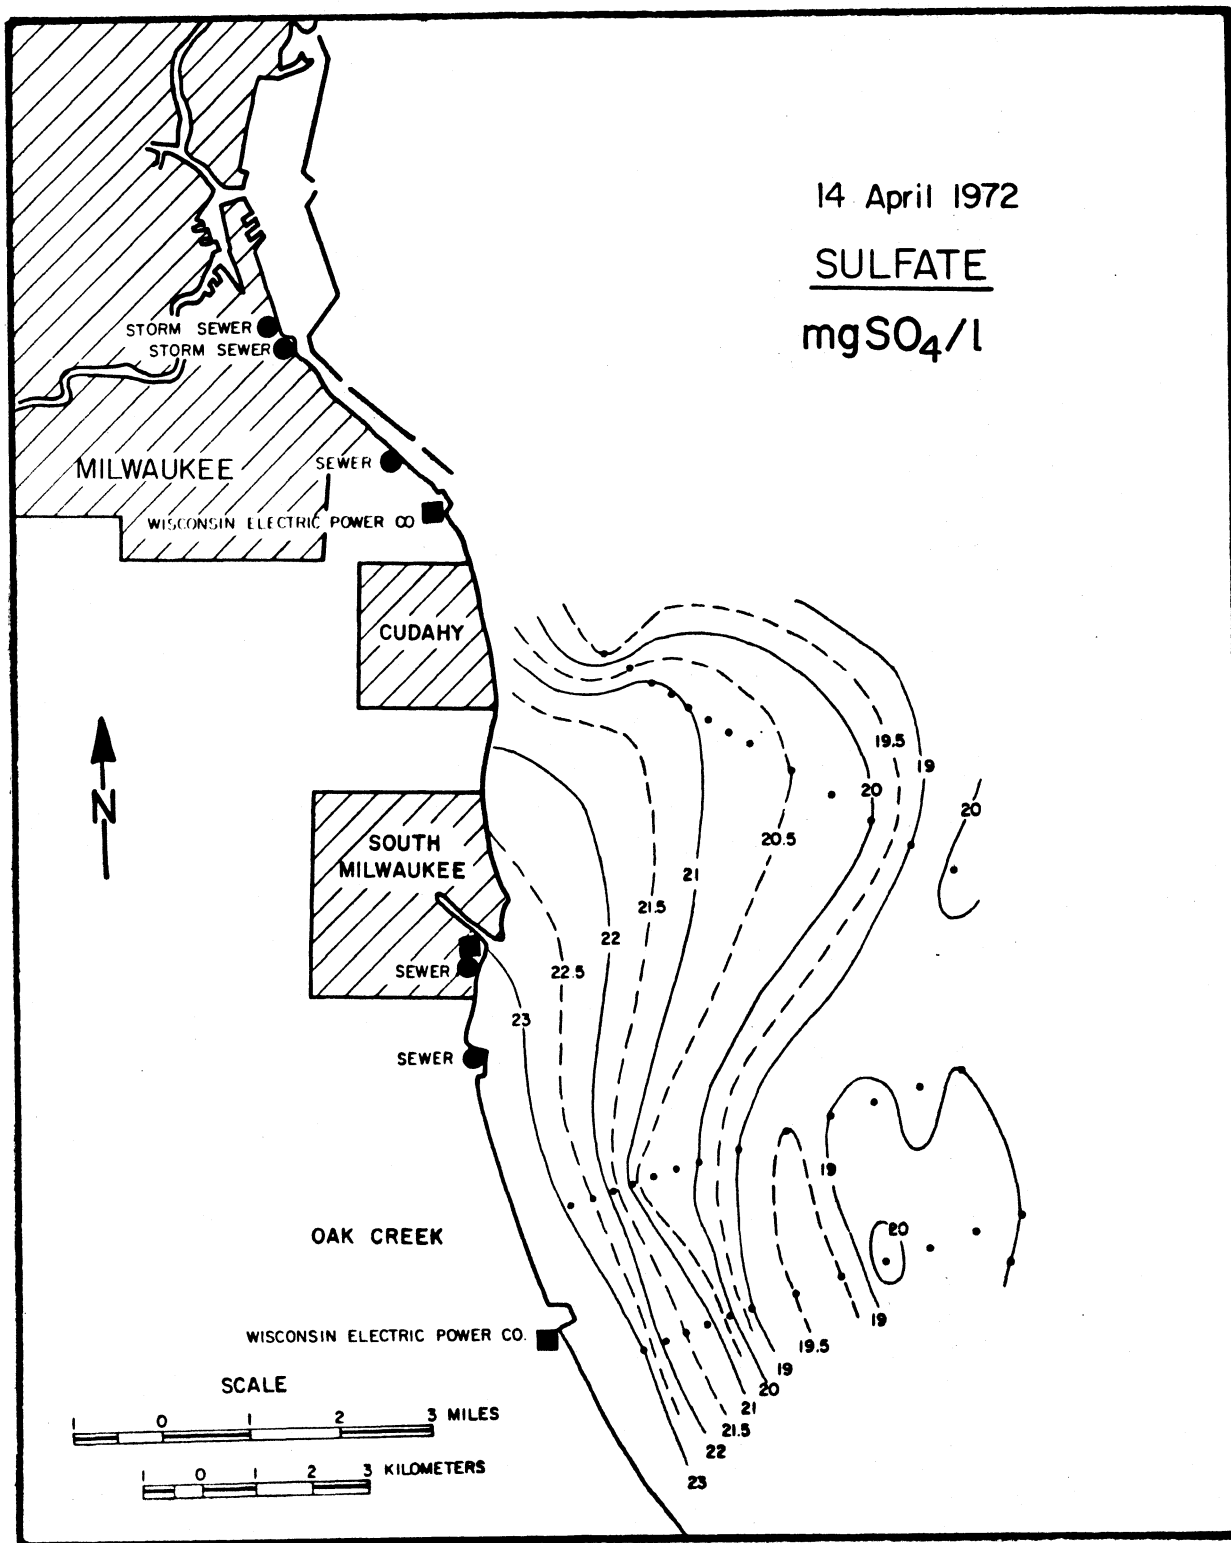 14 April 1972
SULFATE
mgSO4/l
STORM SEWER
STORM SEWER
MILWAUKEE
SEWER
WISCONSIN ELECTRIC POWER CO
CUDAHY
N
SOUTH
MILWAUKEE
SEWER
SEWER
OAK CREEK
WISCONSIN ELECTRIC POWER CO.
19.5
19
20
20
20.5
21
21.5
22
22.5
23
19
20
19
19.5
19
20
21
21.5
22
23
SCALE
1 0 1 2 3 MILES
1 0 1 2 3 KILOMETERS